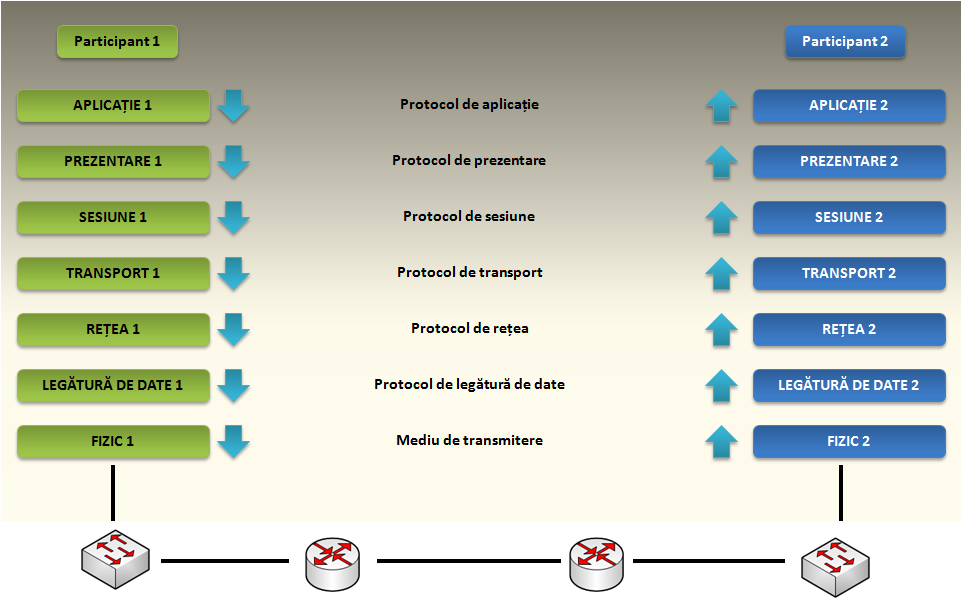 Participant 1
Participant 2
APLICAȚIE 1
Protocol de aplicație
APLICAȚIE 2
PREZENTARE 1
Protocol de prezentare
PREZENTARE 2
SESIUNE 1
Protocol de sesiune
SESIUNE 2
TRANSPORT 1
Protocol de transport
TRANSPORT 2
REȚEA 1
Protocol de rețea
REȚEA 2
LEGĂTURĂ DE DATE 1
Protocol de legătură de date
LEGĂTURĂ DE DATE 2
FIZIC 1
Mediu de transmitere
FIZIC 2